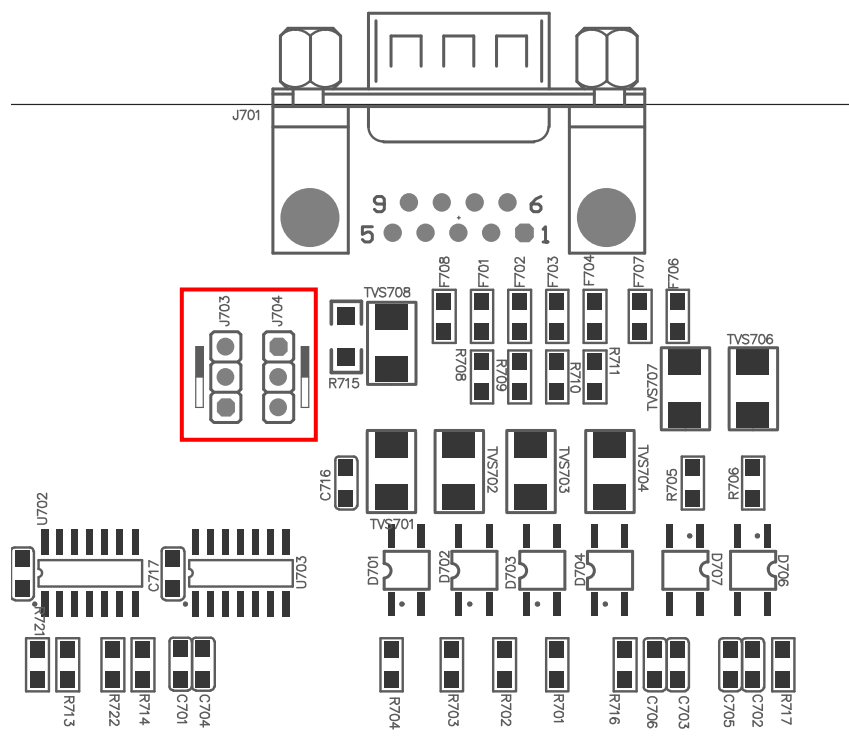 J701
9 6
5 1
F708 F701 F702 F703 F704 F707 F706
J703 J704 TVS708
TVS706
R715 R708 R709 R710 R711 TVS707
C716 TVS702 TVS703 TVS704 R705 R706
TVS701
U702
C717 U703 D701 D702 D703 D704 D707 D706
R721
R713 R722 R714 C701 C704 R704 R703 R702 R701 R716 C706 C703 C705 C702 R717